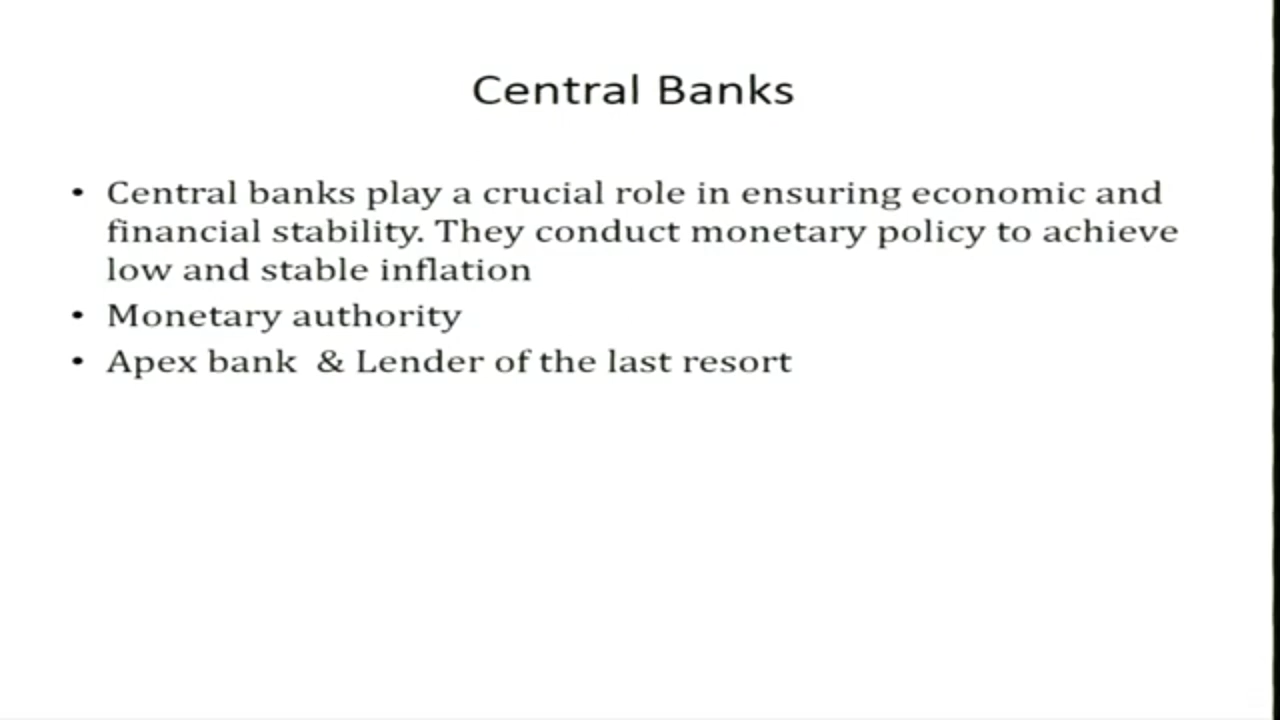 Central Banks
• Central banks play a crucial role in ensuring economic and
financial stability. They conduct monetary policy to achieve
low and stable inflation
• Monetary authority
• Apex bank & Lender of the last resort